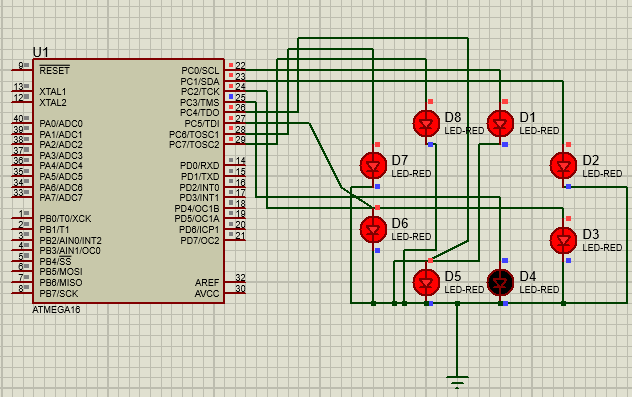 U1
9 RESET
13 XTAL1
12 XTAL2
40 PA0/ADC0
39 PA1/ADC1
38 PA2/ADC2
37 PA3/ADC3
36 PA4/ADC4
35 PA5/ADC5
34 PA6/ADC6
33 PA7/ADC7
1 PB0/T0/XCK
2 PB1/T1
3 PB2/AIN0/INT2
4 PB3/AIN1/OC0
5 PB4/SS
6 PB5/MOSI
7 PB6/MISO
8 PB7/SCK
PC0/SCL 22
PC1/SDA 23
PC2/TCK 24
PC3/TMS 25
PC4/TDO 26
PC5/TDI 27
PC6/TOSC1 28
PC7/TOSC2 29
PD0/RXD 14
PD1/TXD 15
PD2/INT0 16
PD3/INT1 17
PD4/OC1B 18
PD5/OC1A 19
PD6/ICP1 20
PD7/OC2 21
AREF 32
AVCC 30
ATMEGA16
D8
LED-RED
D1
LED-RED
D7
LED-RED
D2
LED-RED
D6
LED-RED
D3
LED-RED
D5
LED-RED
D4
LED-RED